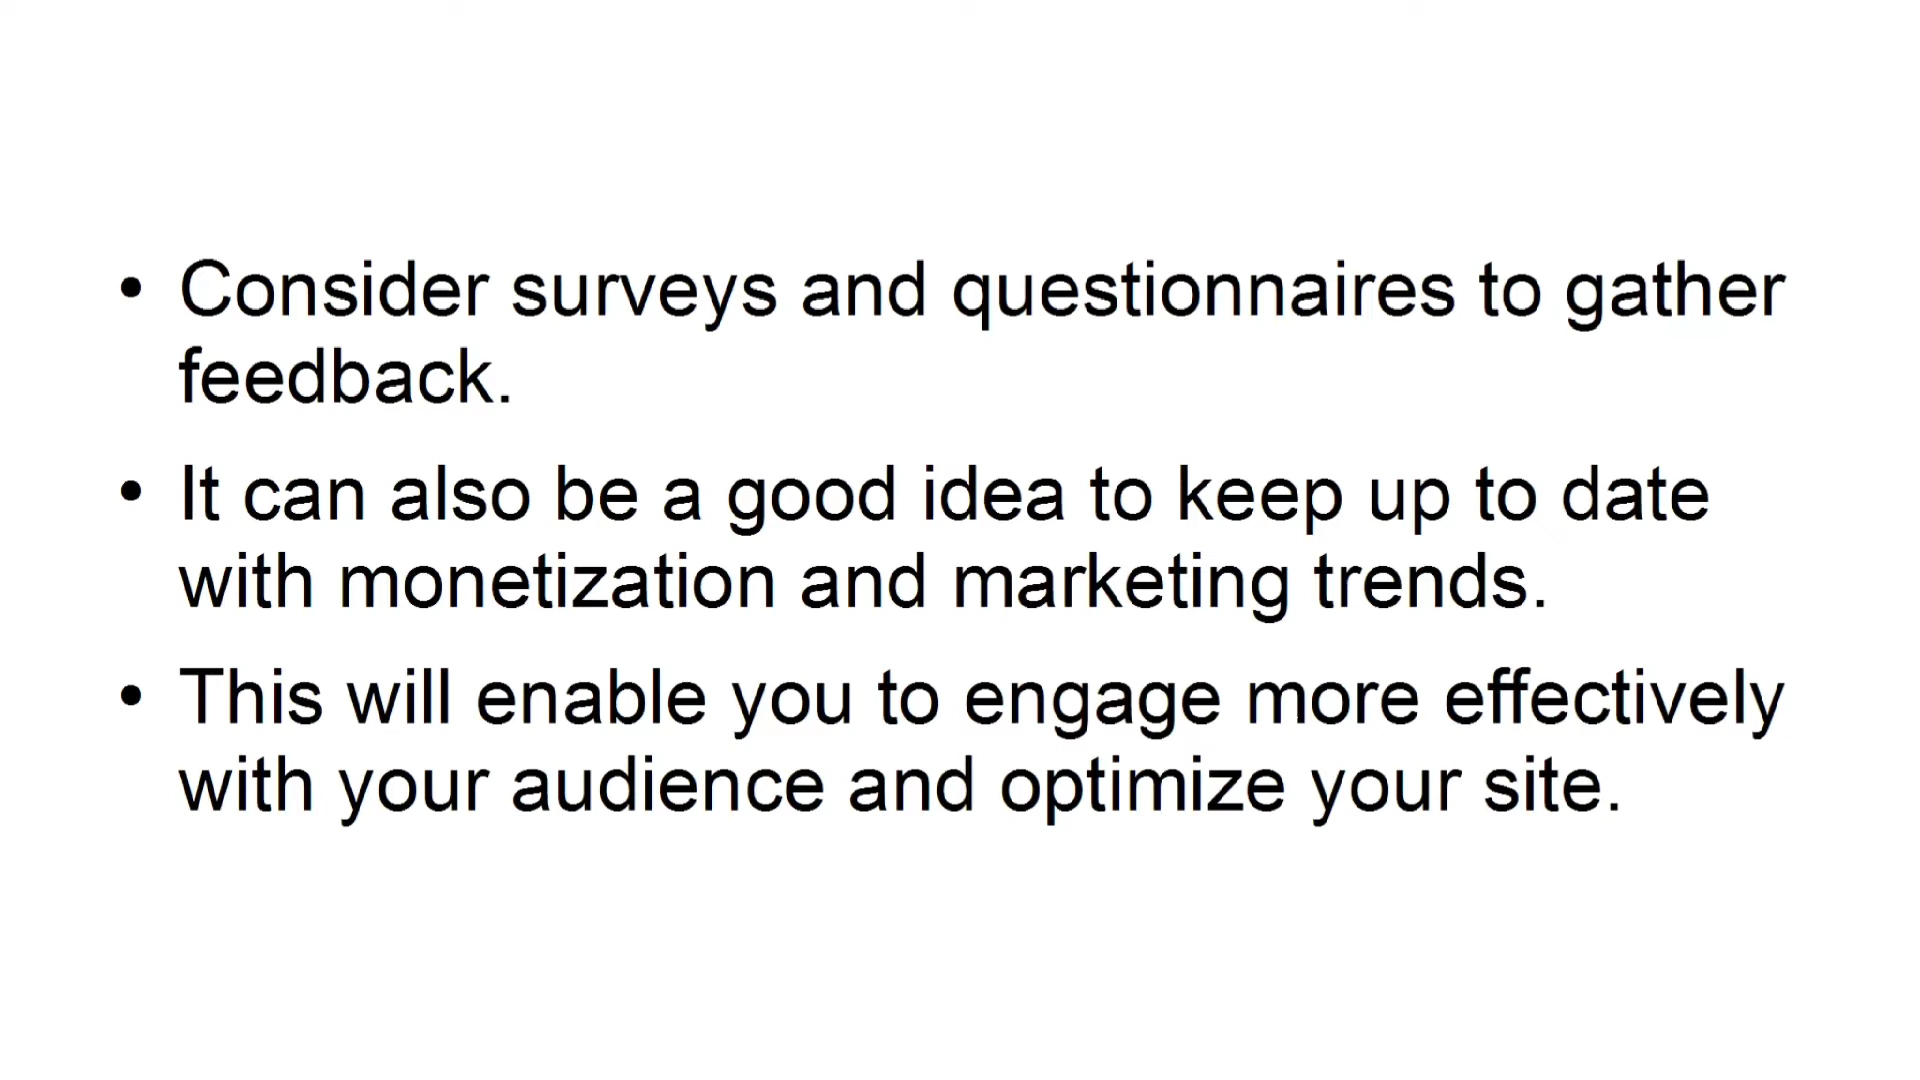 • Consider surveys and questionnaires to gather
feedback.
• It can also be a good idea to keep up to date
with monetization and marketing trends.
• This will enable you to engage more effectively
with your audience and optimize your site.